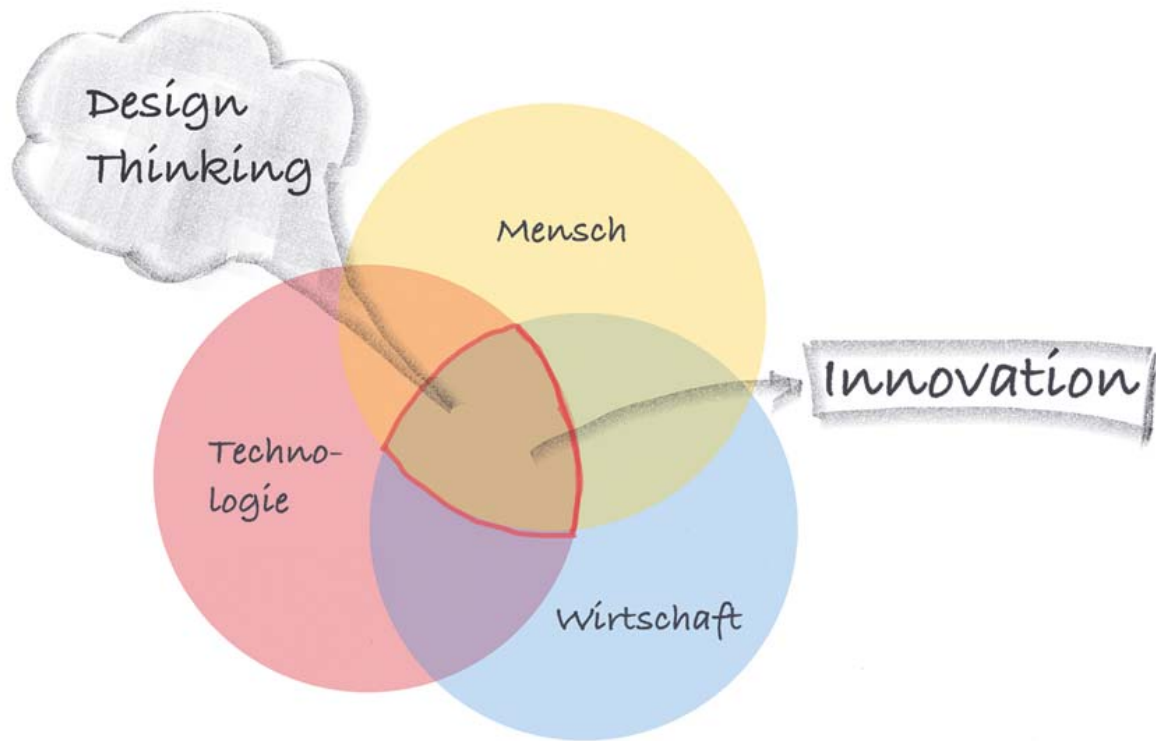 Design
Thinking
Mensch
Innovation
Techno-
logie
Wirtschaft